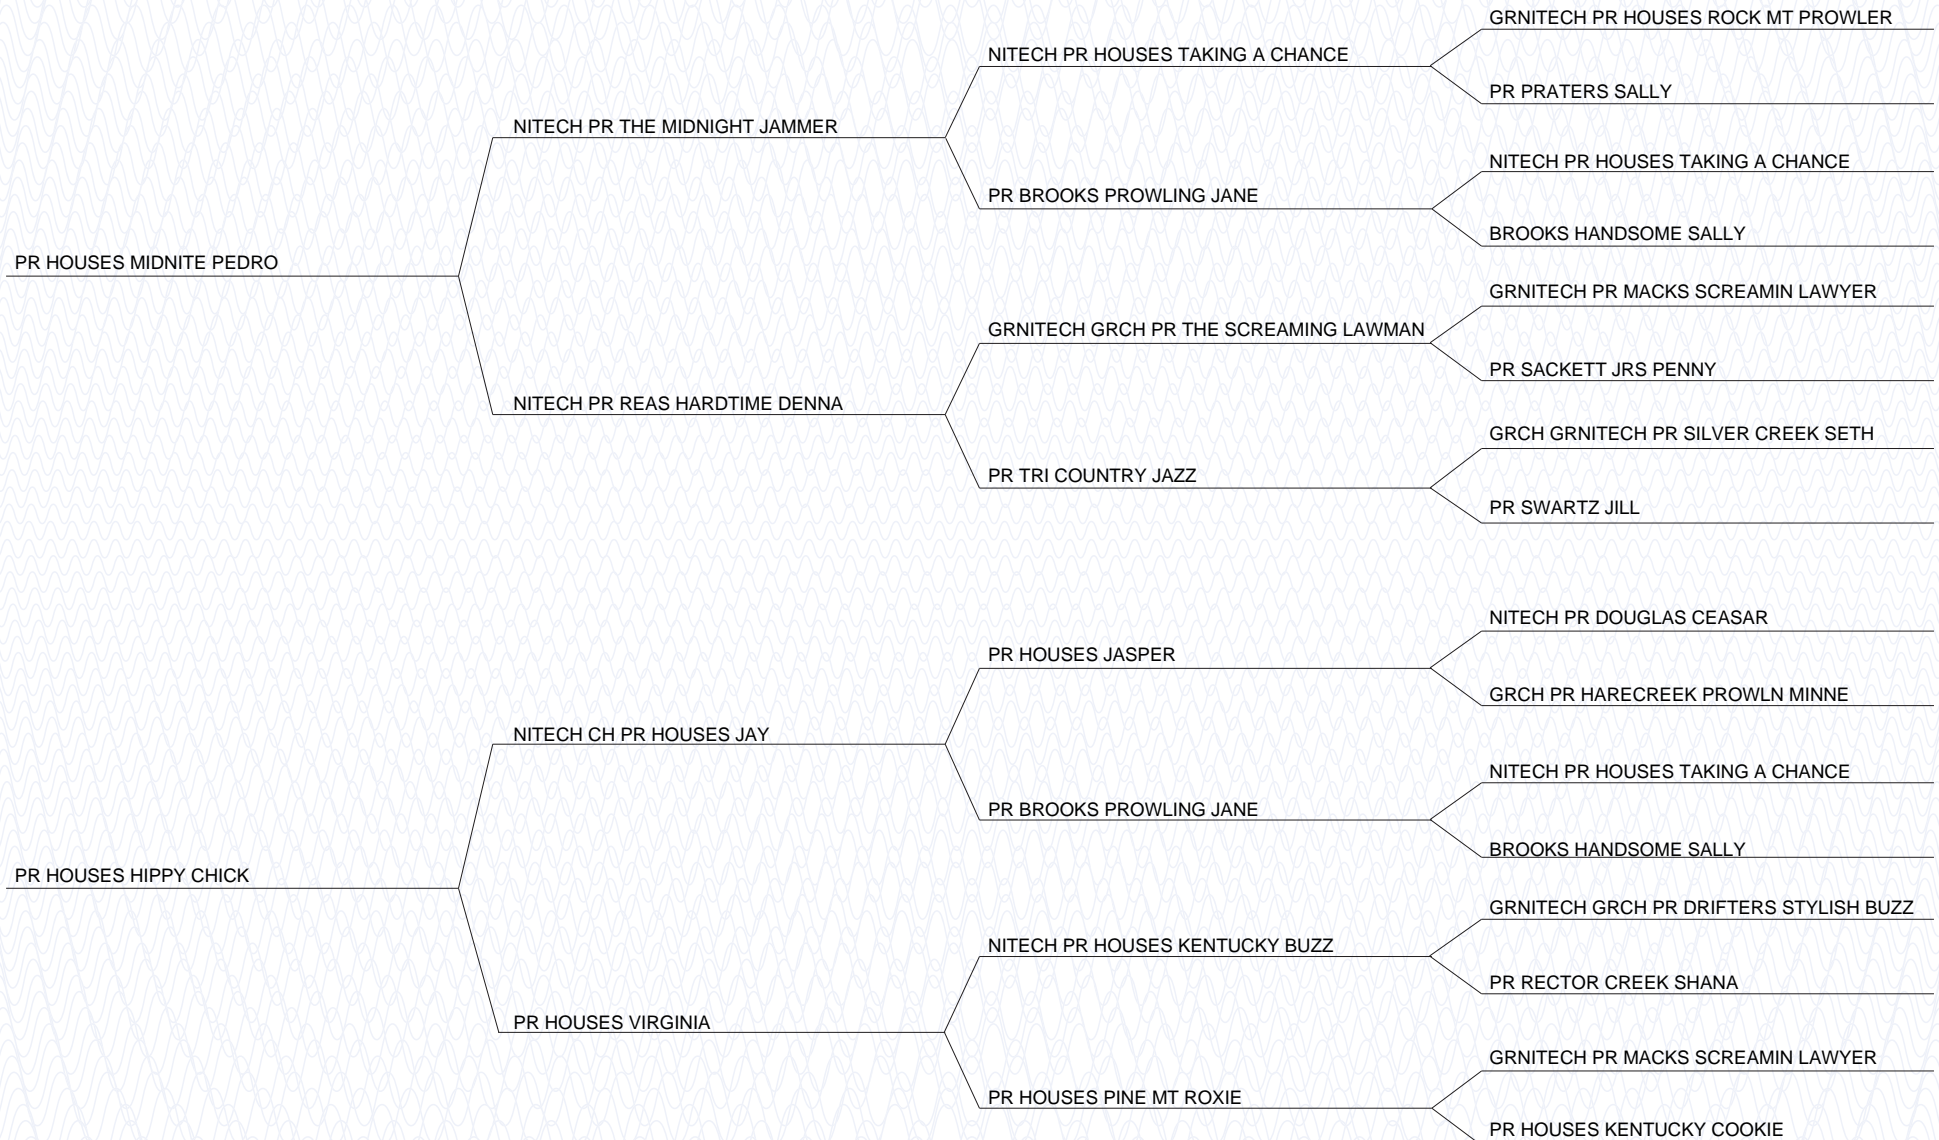 GRNITECH PR HOUSES ROCK MT PROWLER
NITECH PR HOUSES TAKING A CHANCE
PR PRATERS SALLY
NITECH PR THE MIDNIGHT JAMMER
NITECH PR HOUSES TAKING A CHANCE
PR BROOKS PROWLING JANE
BROOKS HANDSOME SALLY
PR HOUSES MIDNITE PEDRO
GRNITECH PR MACKS SCREAMIN LAWYER
GRNITECH GRCH PR THE SCREAMING LAWMAN
PR SACKETT JRS PENNY
NITECH PR REAS HARDTIME DENNA
GRCH GRNITECH PR SILVER CREEK SETH
PR TRI COUNTRY JAZZ
PR SWARTZ JILL
NITECH PR DOUGLAS CEASAR
PR HOUSES JASPER
GRCH PR HARECREEK PROWLN MINNE
NITECH CH PR HOUSES JAY
NITECH PR HOUSES TAKING A CHANCE
PR BROOKS PROWLING JANE
BROOKS HANDSOME SALLY
PR HOUSES HIPPY CHICK
GRNITECH GRCH PR DRIFTERS STYLISH BUZZ
NITECH PR HOUSES KENTUCKY BUZZ
PR RECTOR CREEK SHANA
PR HOUSES VIRGINIA
GRNITECH PR MACKS SCREAMIN LAWYER
PR HOUSES PINE MT ROXIE
PR HOUSES KENTUCKY COOKIE